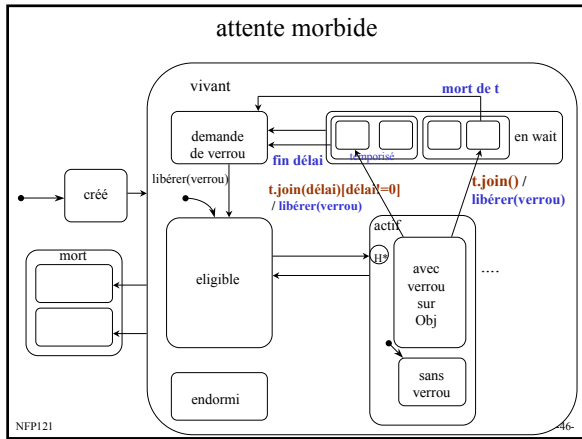 attente morbide
vivant
mort de t
demande
de verrou
en wait
temporisé
fin délai
libérer(verrou)
t.join(délai)[délai!=0]
/ libérer(verrou)
t.join() /
libérer(verrou)
créé
actif
mort
eligible
H*
avec
verrou
sur
Obj
....
sans
verrou
endormi
NFP121
-46-